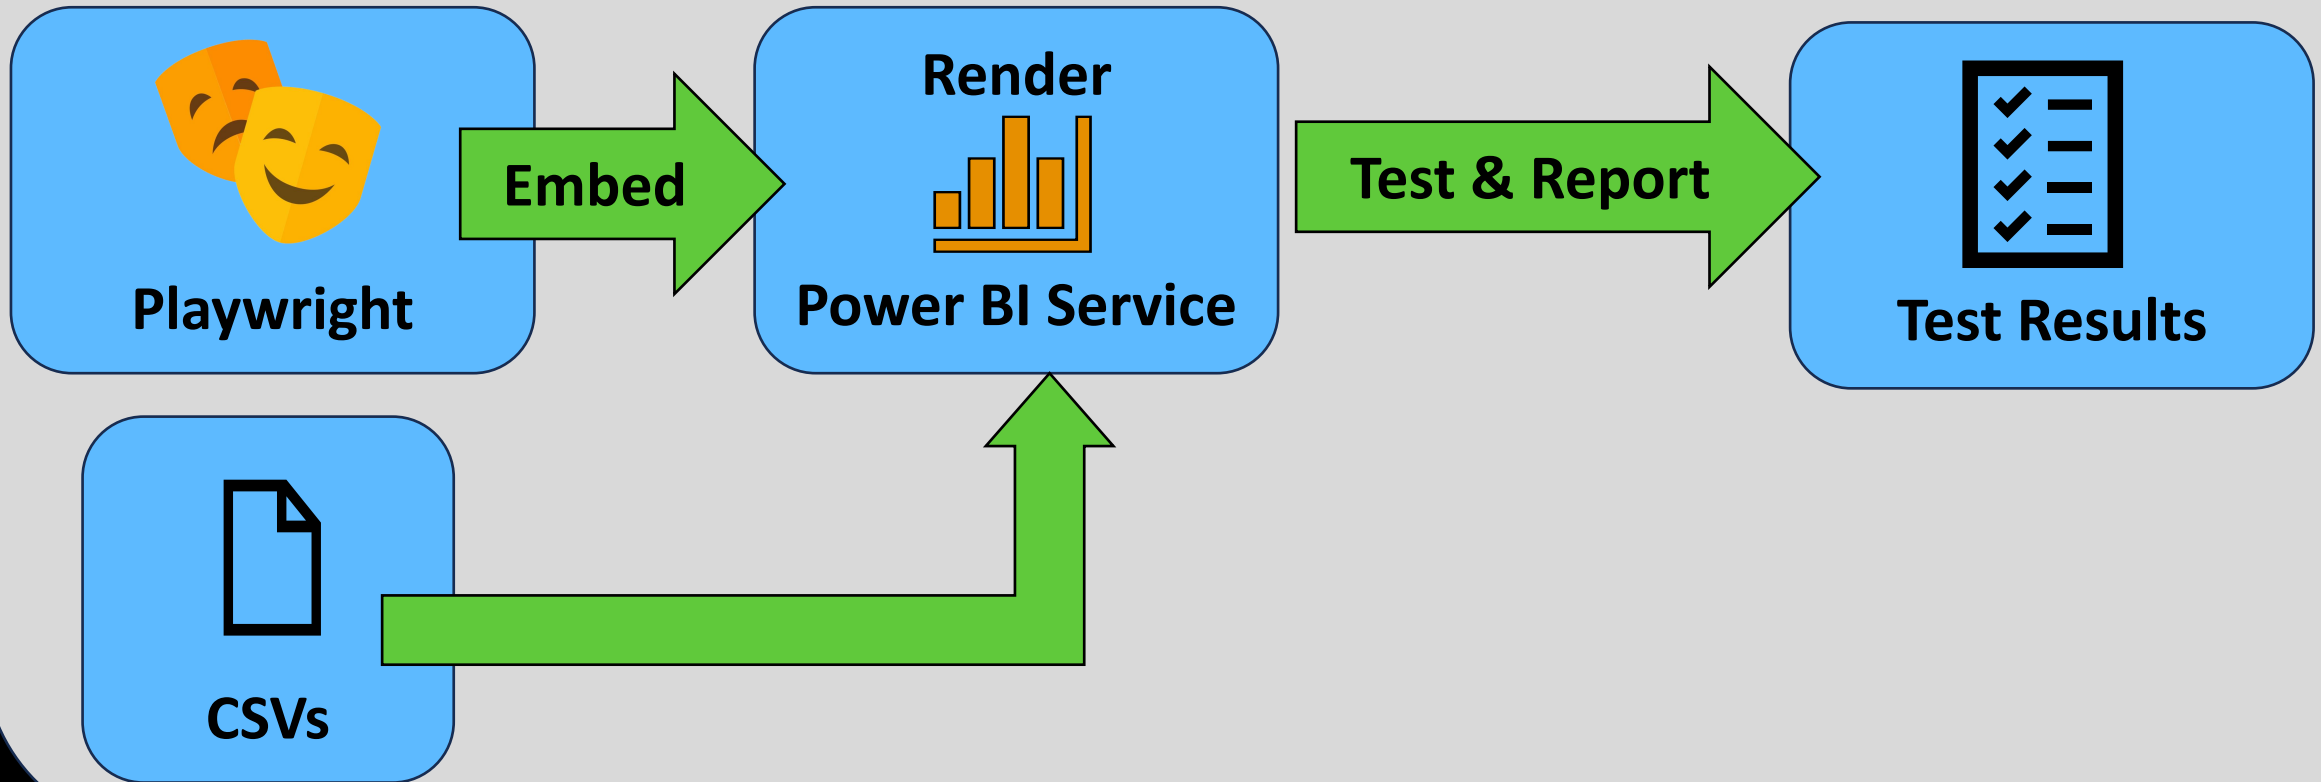 Render
Embed
Test & Report
Playwright
Power BI Service
Test Results
CSVs